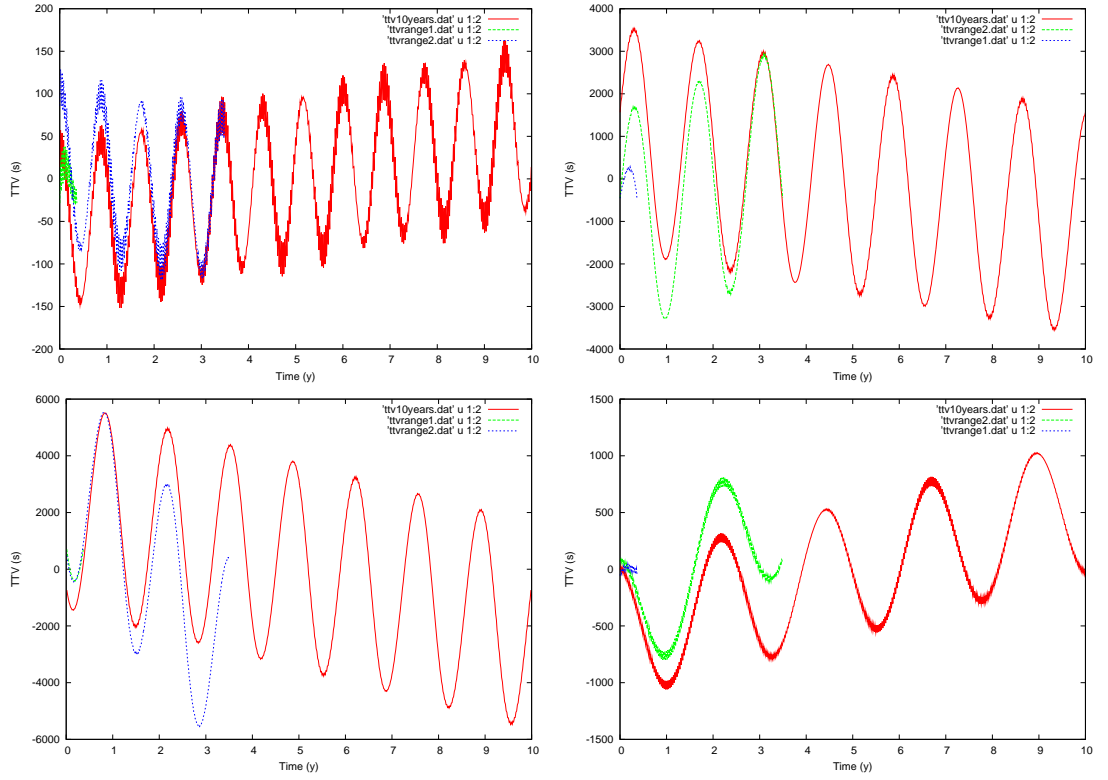 200
150
100
50
0
-50
-100
-150
-200
TTV (s)
'ttv10years.dat' u 1:2
'ttvrange1.dat' u 1:2
'ttvrange2.dat' u 1:2
0 1 2 3 4 5 6 7 8 9 10
Time (y)
4000
3000
2000
1000
0
-1000
-2000
-3000
-4000
TTV (s)
'ttv10years.dat' u 1:2
'ttvrange2.dat' u 1:2
'ttvrange1.dat' u 1:2
0 1 2 3 4 5 6 7 8 9 10
Time (y)
6000
4000
2000
0
-2000
-4000
-6000
TTV (s)
'ttv10years.dat' u 1:2
'ttvrange1.dat' u 1:2
'ttvrange2.dat' u 1:2
0 1 2 3 4 5 6 7 8 9 10
Time (y)
1500
1000
500
0
-500
-1000
-1500
TTV (s)
'ttv10years.dat' u 1:2
'ttvrange2.dat' u 1:2
'ttvrange1.dat' u 1:2
0 1 2 3 4 5 6 7 8 9 10
Time (y)